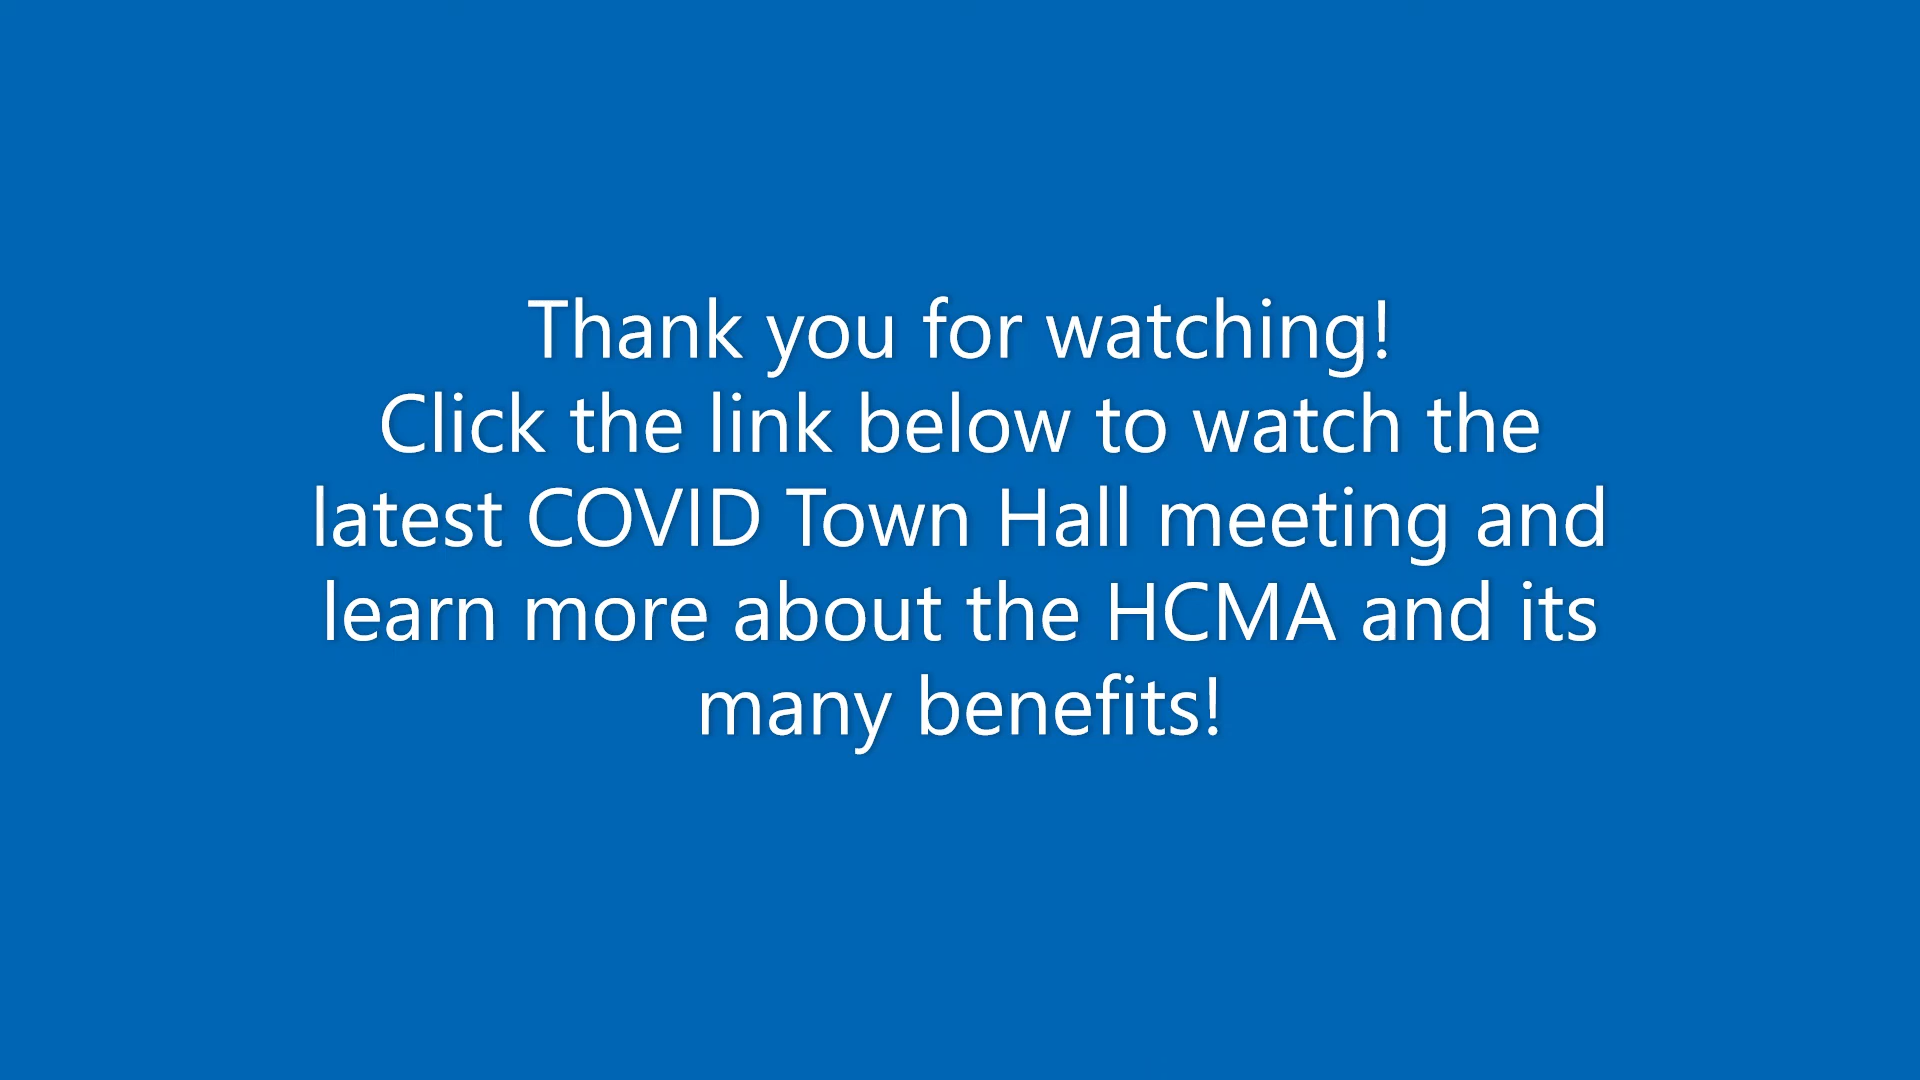 Thank you for watching!
Click the link below to watch the
latest COVID Town Hall meeting and
learn more about the HCMA and its
many benefits!